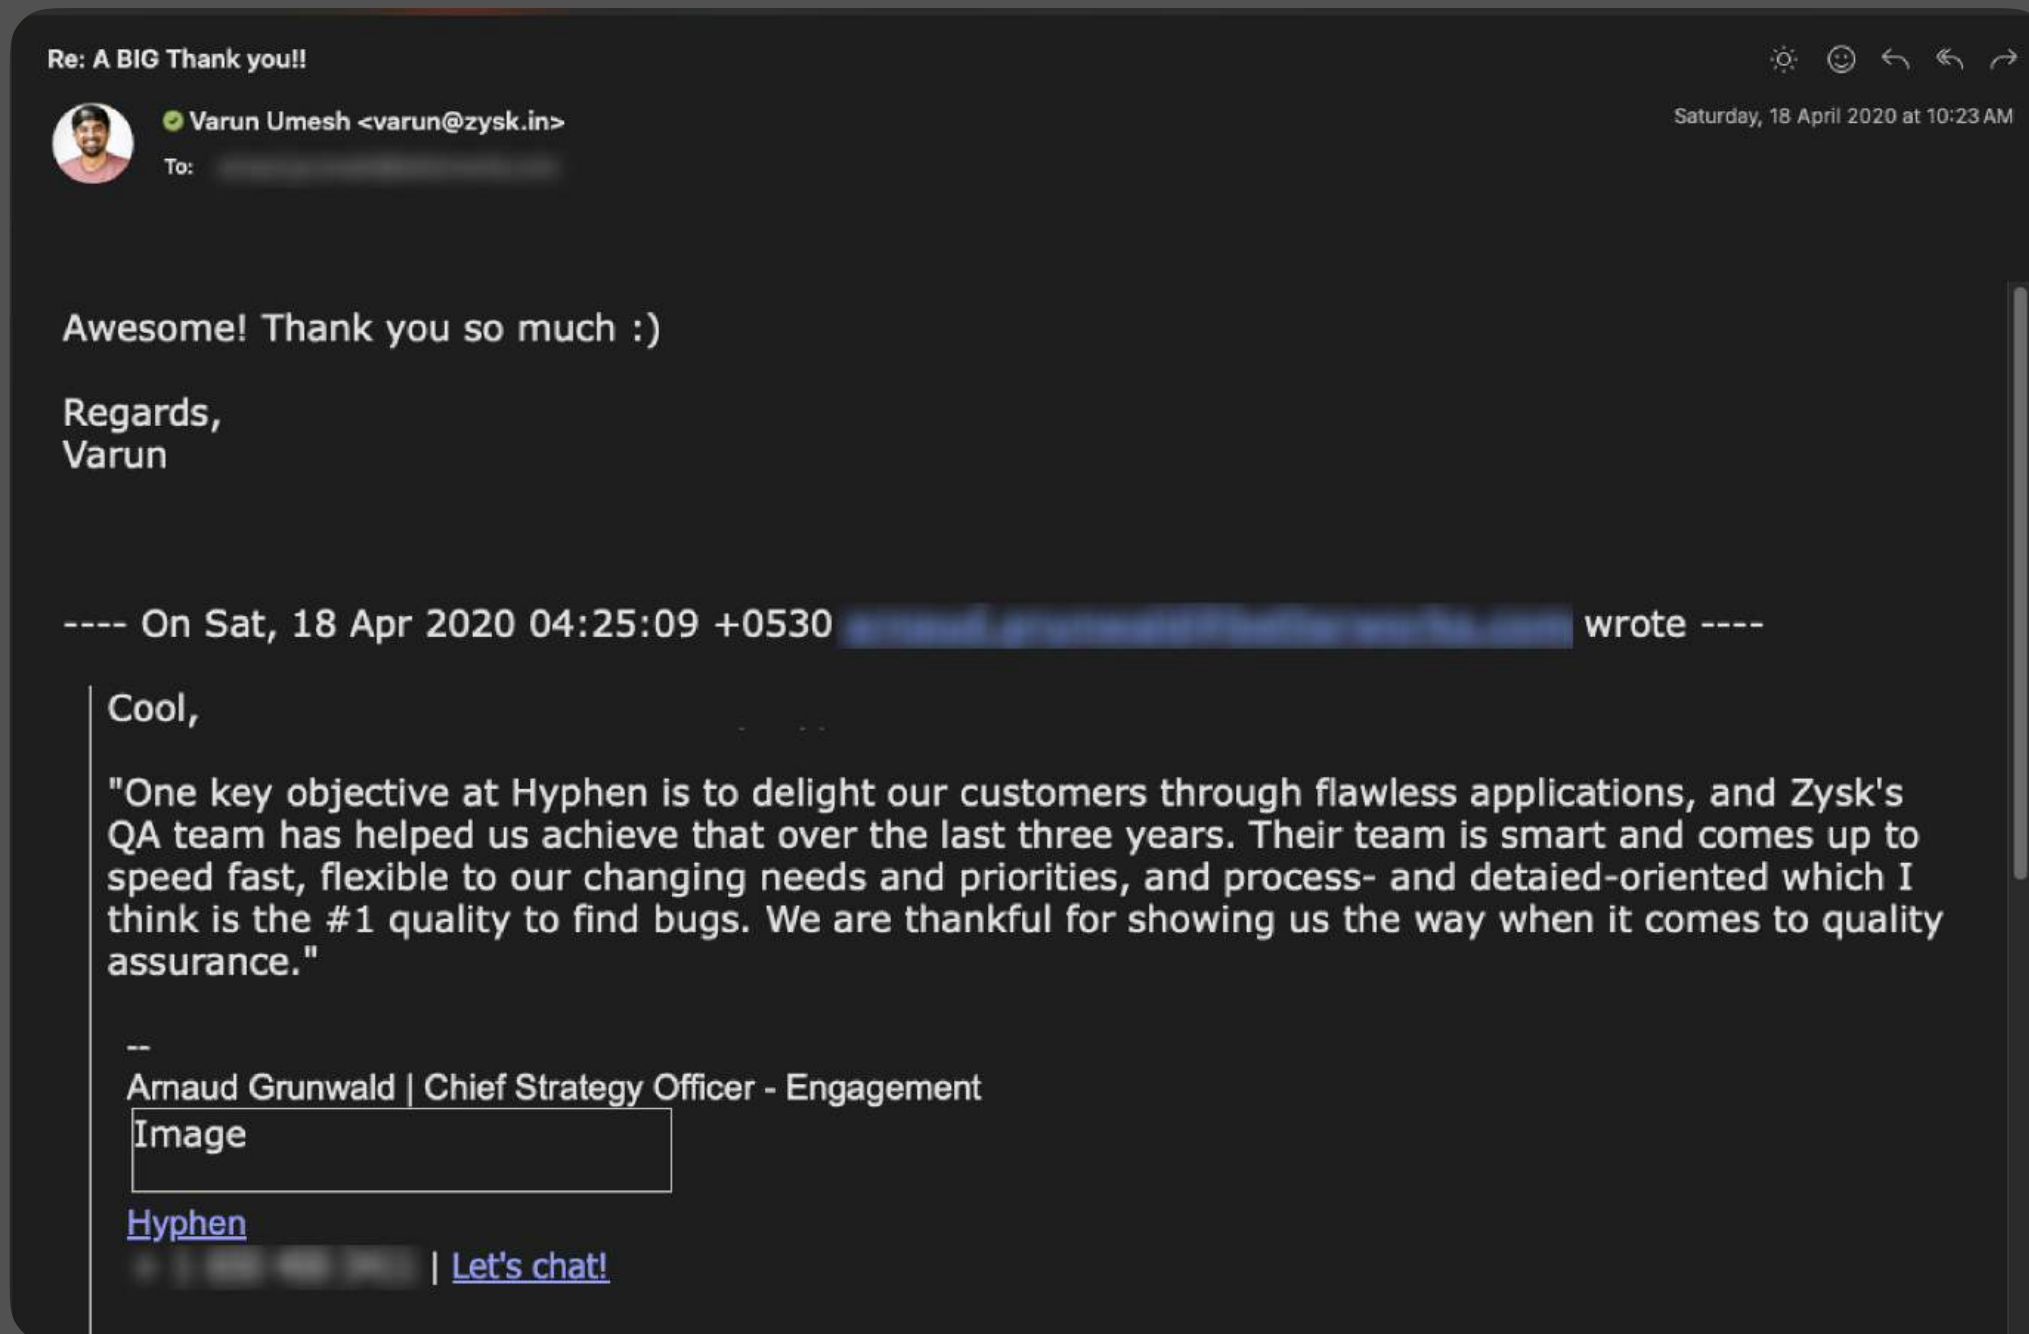 Re: A BIG Thank you!!
Varun Umesh <varun@zysk.in>
Saturday, 18 April 2020 at 10:23 AM
To:
Awesome! Thank you so much :)
Regards,
Varun
---- On Sat, 18 Apr 2020 04:25:09 +0530 wrote ----
Cool,
"One key objective at Hyphen is to delight our customers through flawless applications, and Zysk's
QA team has helped us achieve that over the last three years. Their team is smart and comes up to
speed fast, flexible to our changing needs and priorities, and process- and detaied-oriented which I
think is the #1 quality to find bugs. We are thankful for showing us the way when it comes to quality
assurance."
--
Arnaud Grunwald | Chief Strategy Officer - Engagement
Image
Hyphen
| Let's chat!